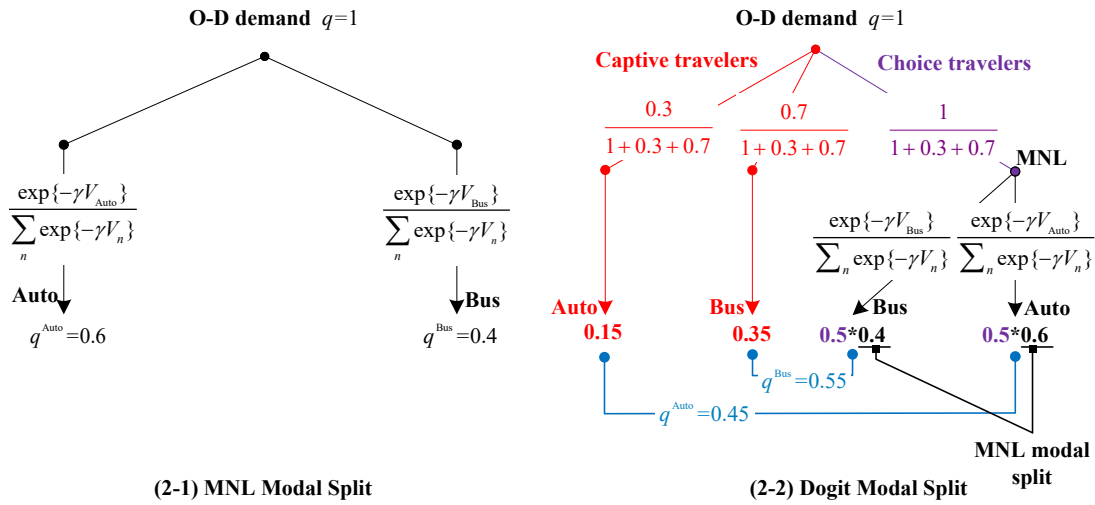 O-D demand q=1
exp{-γV_Auto}
∑_n exp{-γV_n}
exp{-γV_Bus}
∑_n exp{-γV_n}
Auto
Bus
q^Auto=0.6
q^Bus=0.4
(2-1) MNL Modal Split
O-D demand q=1
Captive travelers
Choice travelers
0.3
1+0.3+0.7
0.7
1+0.3+0.7
1
1+0.3+0.7
MNL
exp{-γV_Bus}
∑_n exp{-γV_n}
exp{-γV_Auto}
∑_n exp{-γV_n}
Auto
Bus
Bus
Auto
0.15
0.35
0.5*0.4
0.5*0.6
q^Bus=0.55
q^Auto=0.45
MNL modal
split
(2-2) Dogit Modal Split